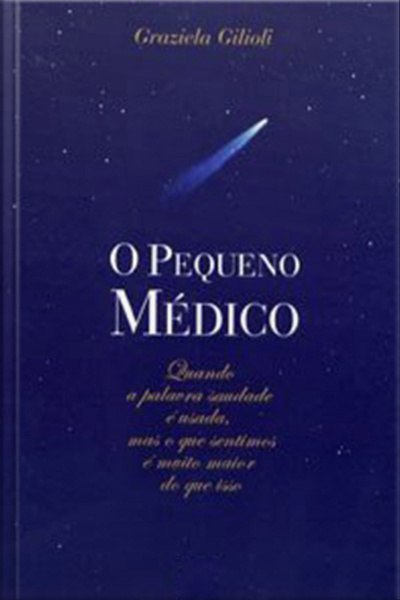 Graziela Gilioli
O PEQUENO
MÉDICO
Quando
a palavra saudade
é usada,
mas o que sentimos
é muito maior
do que isso